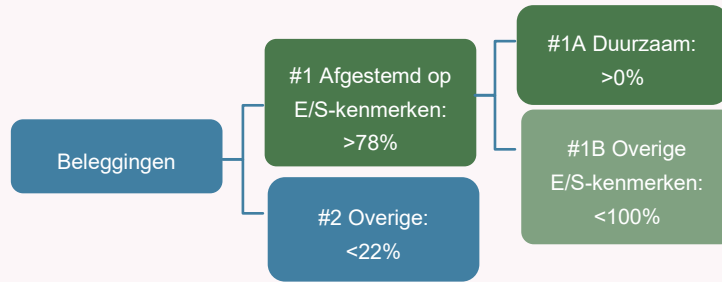 Beleggingen
#1 Afgestemd op
E/S-kenmerken:
>78%
#1A Duurzaam:
>0%
#1B Overige
E/S-kenmerken:
<100%
#2 Overige:
<22%